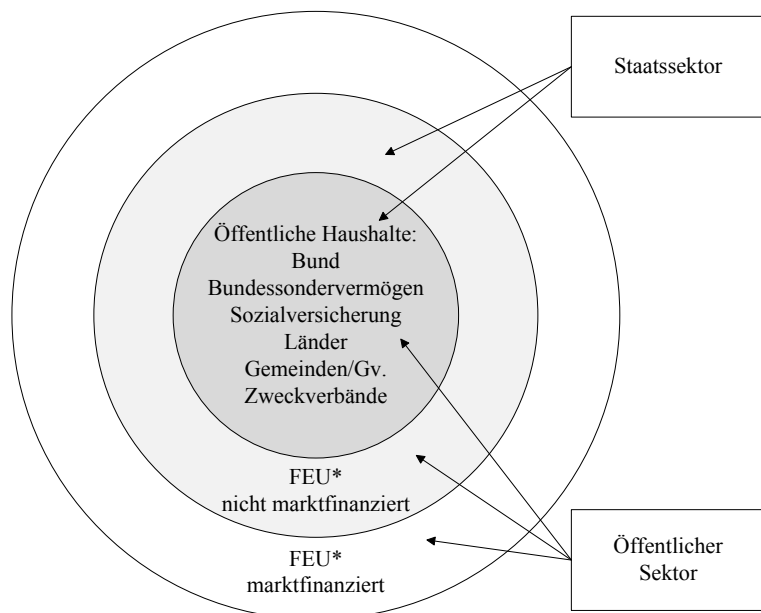 Staatssektor
Öffentliche Haushalte:
Bund
Bundessondervermögen
Sozialversicherung
Länder
Gemeinden/Gv.
Zweckverbände
FEU*
nicht marktfinanziert
FEU*
marktfinanziert
Öffentlicher
Sektor